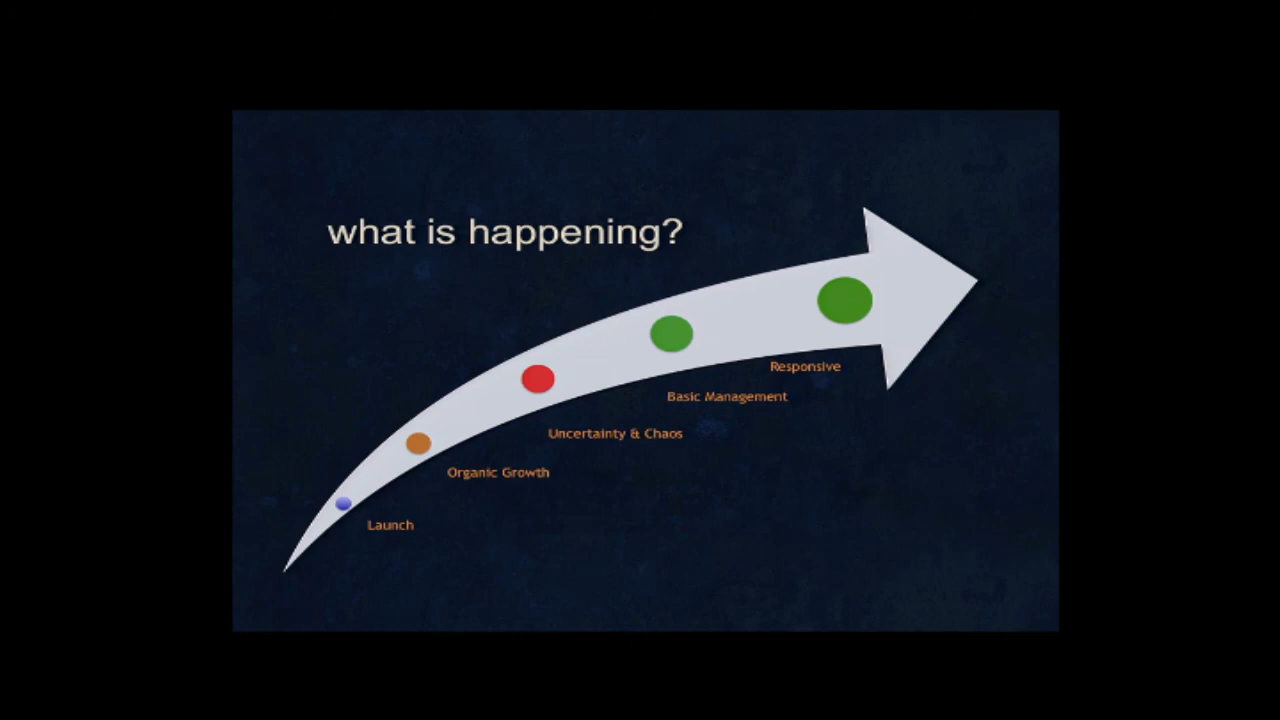 what is happening?
Responsive
Basic Management
Uncertainty & Chaos
Organic Growth
Launch